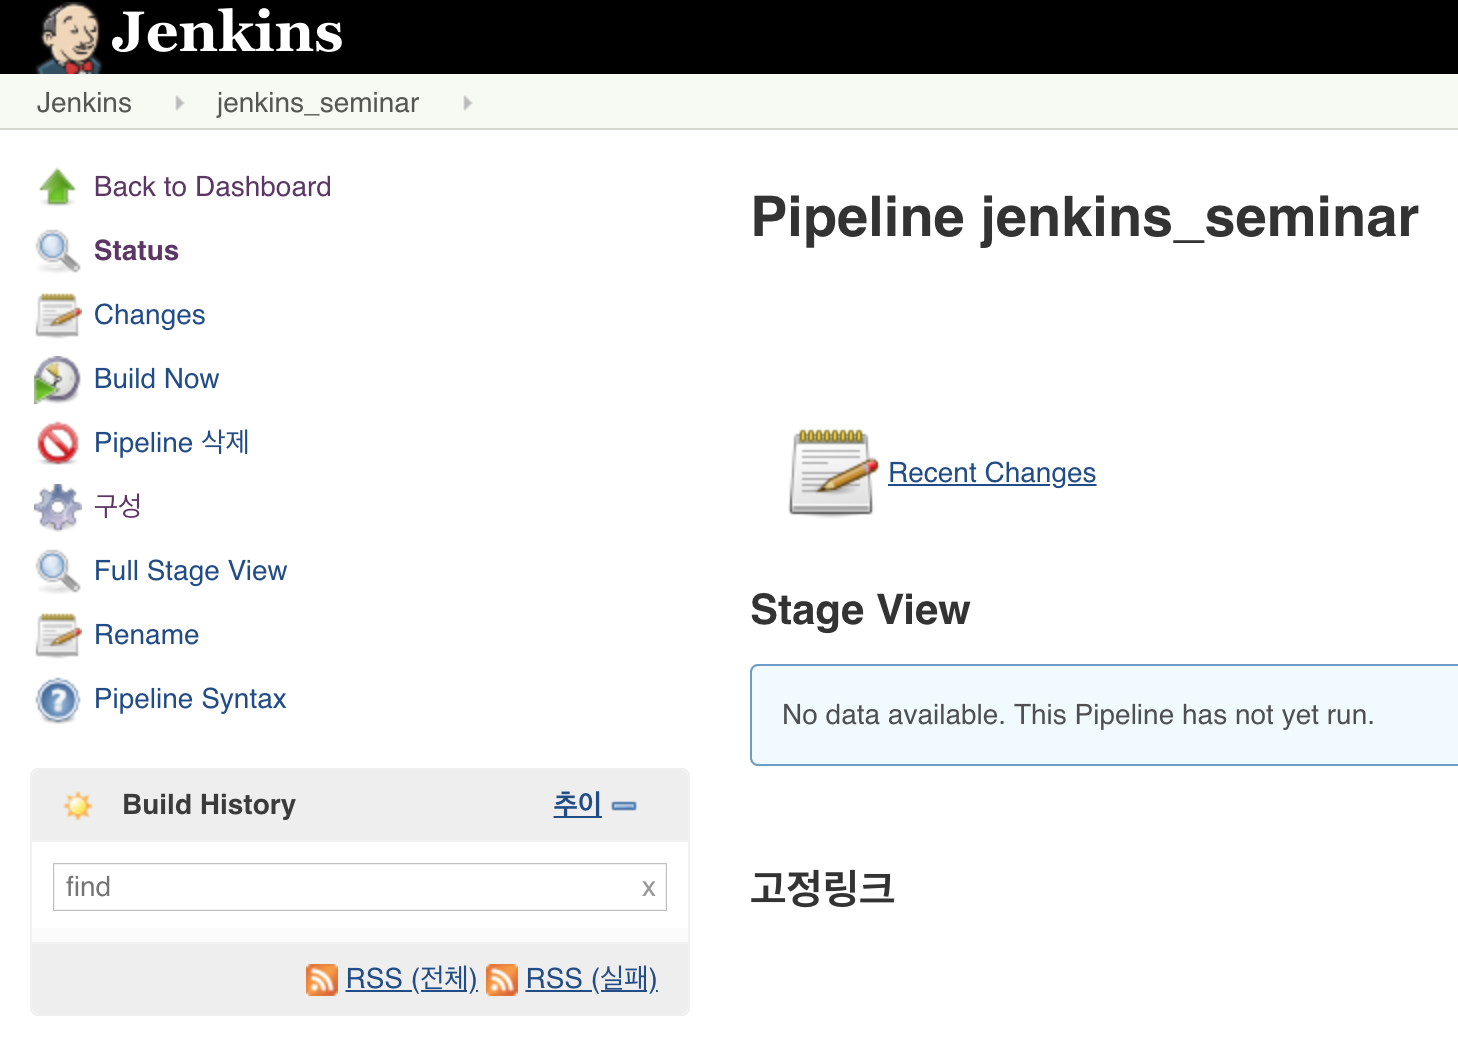 Jenkins
Jenkins jenkins_seminar
Back to Dashboard
Status
Changes
Build Now
Pipeline 삭제
구성
Full Stage View
Rename
Pipeline Syntax
Build History 추이
find x
RSS (전체) RSS (실패)
Pipeline jenkins_seminar
Recent Changes
Stage View
No data available. This Pipeline has not yet run.
고정링크